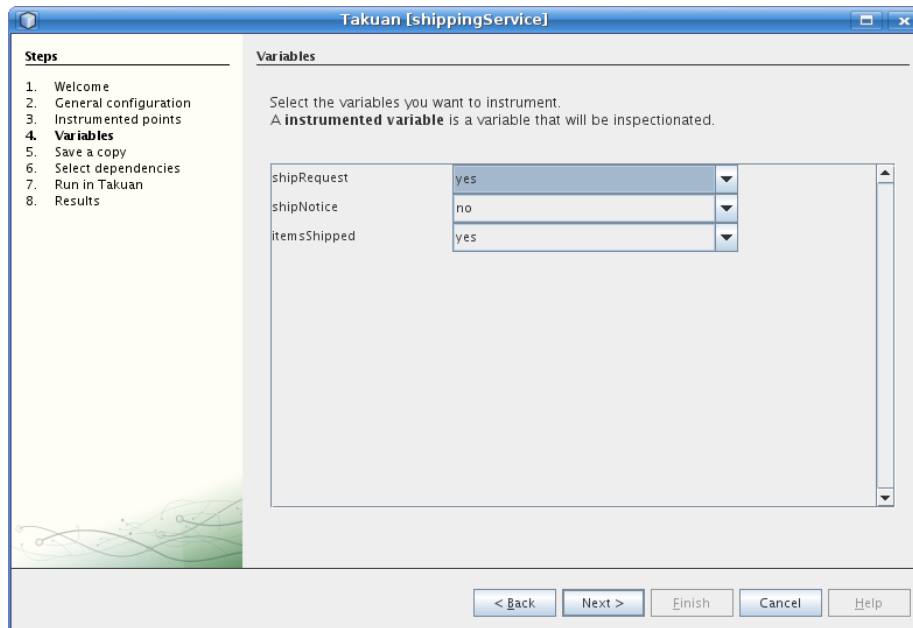 Takuan [shippingService]
Steps
1. Welcome
2. General configuration
3. Instrumented points
4. Variables
5. Save a copy
6. Select dependencies
7. Run in Takuan
8. Results
Variables
Select the variables you want to instrument.
A instrumented variable is a variable that will be inspectionated.
shipRequest yes
shipNotice no
itemsShipped yes
< Back Next > Finish Cancel Help